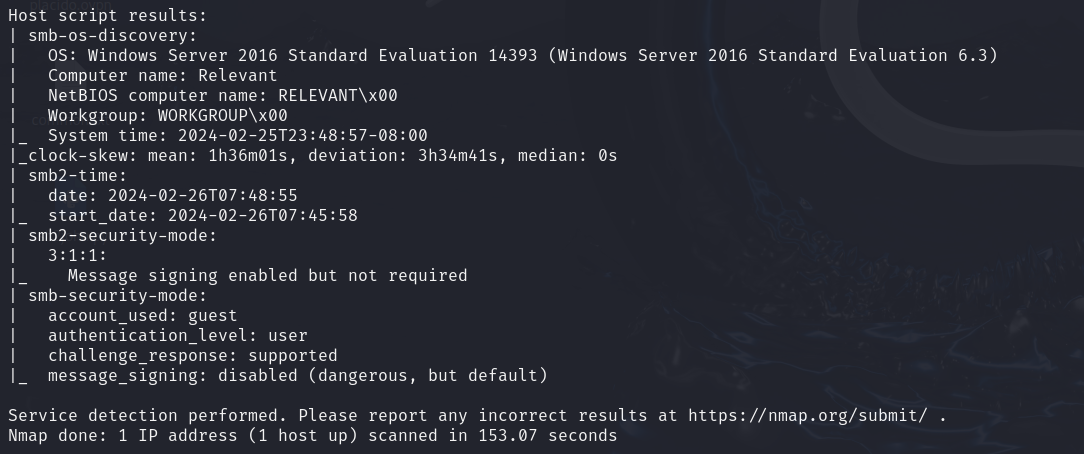 Host script results:
| smb-os-discovery:
|   OS: Windows Server 2016 Standard Evaluation 14393 (Windows Server 2016 Standard Evaluation 6.3)
|   Computer name: Relevant
|   NetBIOS computer name: RELEVANT\x00
|   Workgroup: WORKGROUP\x00
|_  System time: 2024-02-25T23:48:57-08:00
|_clock-skew: mean: 1h36m01s, deviation: 3h34m41s, median: 0s
| smb2-time:
|   date: 2024-02-26T07:48:55
|_  start_date: 2024-02-26T07:45:58
| smb2-security-mode:
|   3:1:1:
|_    Message signing enabled but not required
| smb-security-mode:
|   account_used: guest
|   authentication_level: user
|   challenge_response: supported
|_  message_signing: disabled (dangerous, but default)

Service detection performed. Please report any incorrect results at https://nmap.org/submit/ .
Nmap done: 1 IP address (1 host up) scanned in 153.07 seconds